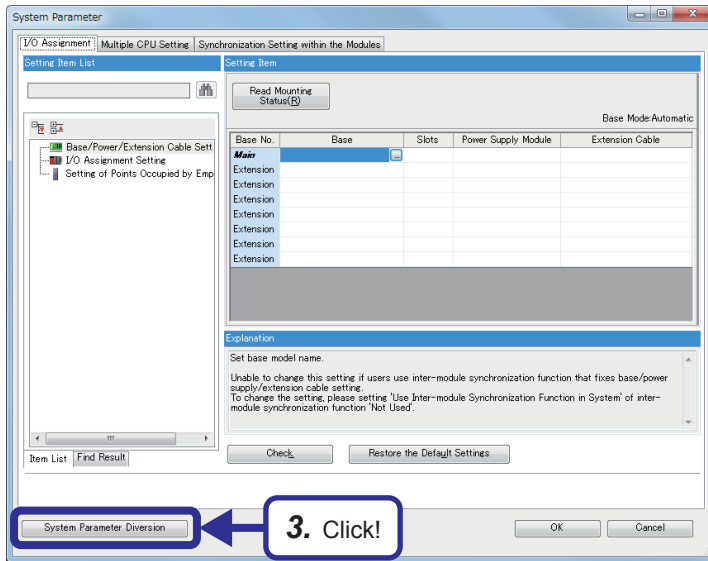 System Parameter
I/O Assignment Multiple CPU Setting Synchronization Setting within the Modules
Setting Item List
Setting Item
Read Mounting
Status(R)
Base Mode:Automatic
Base/Power/Extension Cable Sett
I/O Assignment Setting
Setting of Points Occupied by Emp
Base No. Base Slots Power Supply Module Extension Cable
Main ...
Extension
Extension
Extension
Extension
Extension
Extension
Extension
Explanation
Set base model name.
Unable to change this setting if users use inter-module synchronization function that fixes base/power
supply/extension cable setting.
To change the setting, please setting 'Use Inter-module Synchronization Function in System' of inter-
module synchronization function 'Not Used'.
Item List Find Result
Check Restore the Default Settings
System Parameter Diversion
3. Click!
OK Cancel